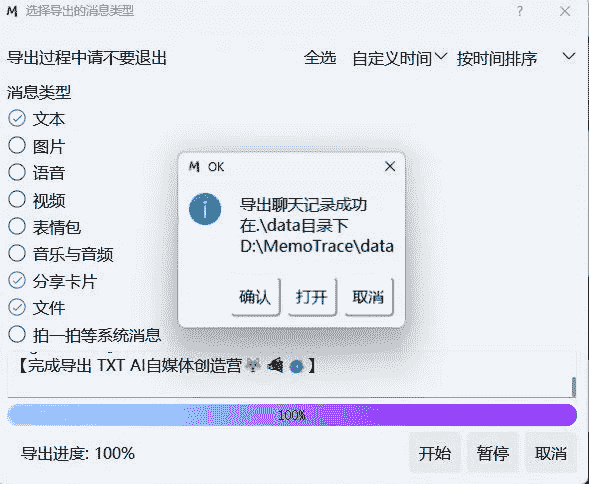 选择导出的消息类型
导出过程中请不要退出 全选 自定义时间 按时间排序
消息类型
文本
图片
语音
视频
表情包
音乐与音频
分享卡片
文件
拍一拍等系统消息
OK
导出聊天记录成功
在.\data目录下
D:\MemoTrace\data
确认 打开 取消
【完成导出 TXT AI自媒体创造营】
100%
导出进度: 100% 开始 暂停 取消